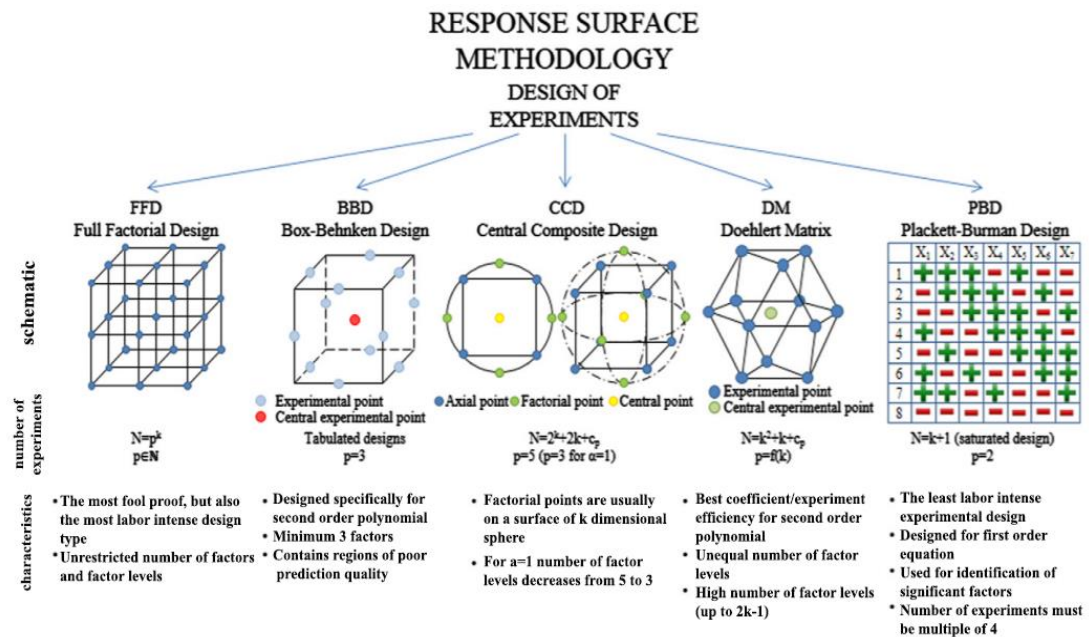 RESPONSE SURFACE
METHODOLOGY
DESIGN OF
EXPERIMENTS
FFD
Full Factorial Design
BBD
Box-Behnken Design
CCD
Central Composite Design
DM
Doehlert Matrix
PBD
Plackett-Burman Design
schematic
X₁ X₂ X₃ X₄ X₅ X₆ X₇
1 + + + − + − −
2 − + + + − + −
3 − − + + + − +
4 + − − + + + −
5 − + − − + + +
6 + − + − − + +
7 + + − + − − +
8 − − − − − − −
Experimental point
Central experimental point
Axial point Factorial point Central point
Experimental point
Central experimental point
number of
experiments
N=pᵏ
p∈ℕ
Tabulated designs
p=3
N=2ᵏ+2k+cₚ
p=5 (p=3 for α=1)
N=k²+k+cₚ
p=f(k)
N=k+1 (saturated design)
p=2
characteristics
• The most fool proof, but also
the most labor intense design
type
• Unrestricted number of factors
and factor levels
• Designed specifically for
second order polynomial
• Minimum 3 factors
• Contains regions of poor
prediction quality
• Factorial points are usually
on a surface of k dimensional
sphere
• For a=1 number of factor
levels decreases from 5 to 3
• Best coefficient/experiment
efficiency for second order
polynomial
• Unequal number of factor
levels
• High number of factor levels
(up to 2k-1)
• The least labor intense
experimental design
• Designed for first order
equation
• Used for identification of
significant factors
• Number of experiments must
be multiple of 4